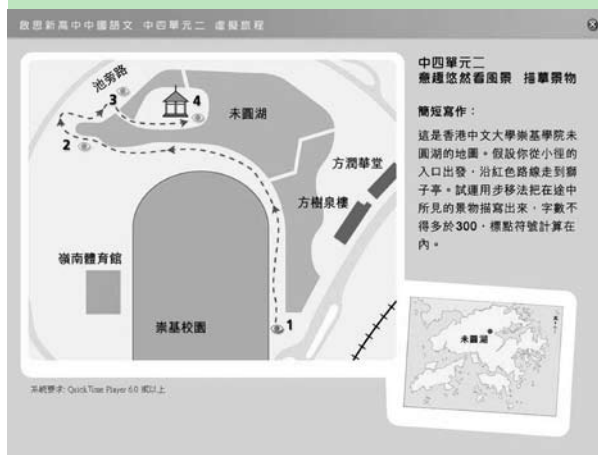 啟思新高中中國語文 中四單元二 虛擬旅程
中四單元二
意趣悠然看風景 描摹景物
簡短寫作：
這是香港中文大學崇基學院未
圓湖的地圖。假設你從小徑的
入口出發，沿紅色路線走到獅
子亭。試運用步移法把在途中
所見的景物描寫出來，字數不
得多於300，標點符號計算在
內。
池旁路
3
4
未圓湖
2
方潤華堂
方樹泉樓
嶺南體育館
崇基校園
1
未圓湖
系統要求: QuickTime Player 6.0 或以上